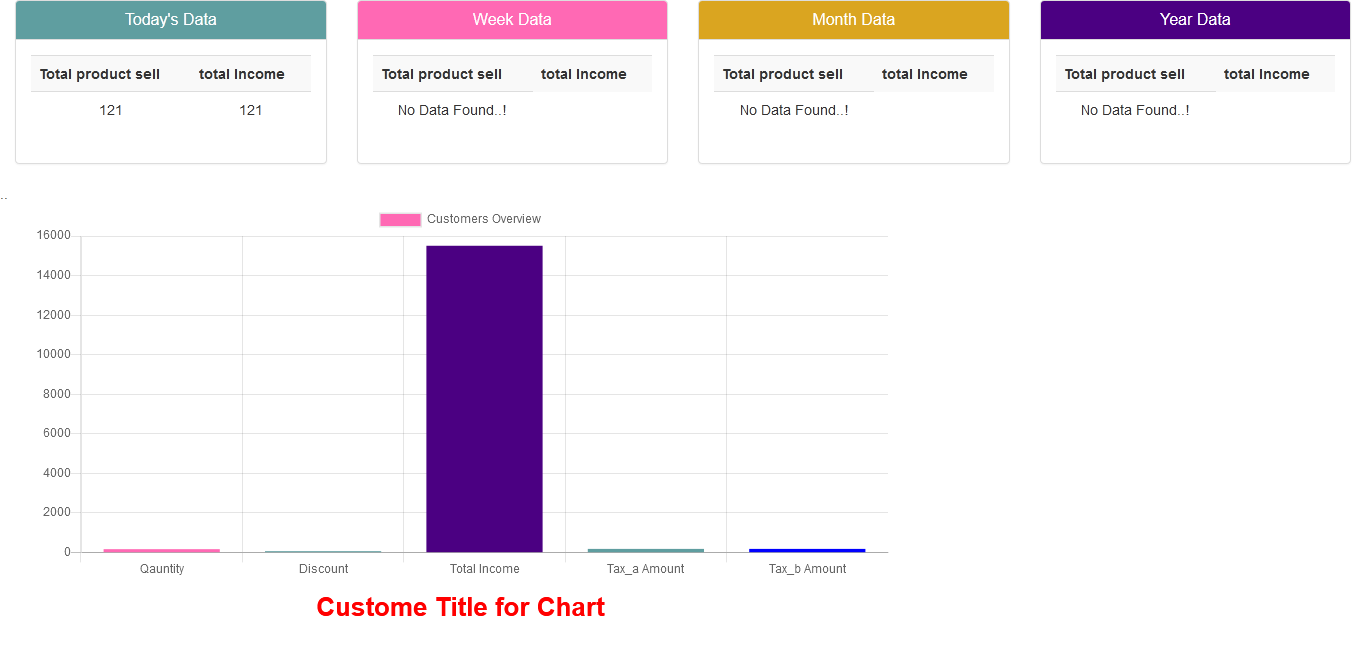 Today's Data
Week Data
Month Data
Year Data
Total product sell total Income
Total product sell total Income
Total product sell total Income
Total product sell total Income
121 121
No Data Found..!
No Data Found..!
No Data Found..!
..
Customers Overview
16000
14000
12000
10000
8000
6000
4000
2000
0
Qauntity Discount Total Income Tax_a Amount Tax_b Amount
Custome Title for Chart